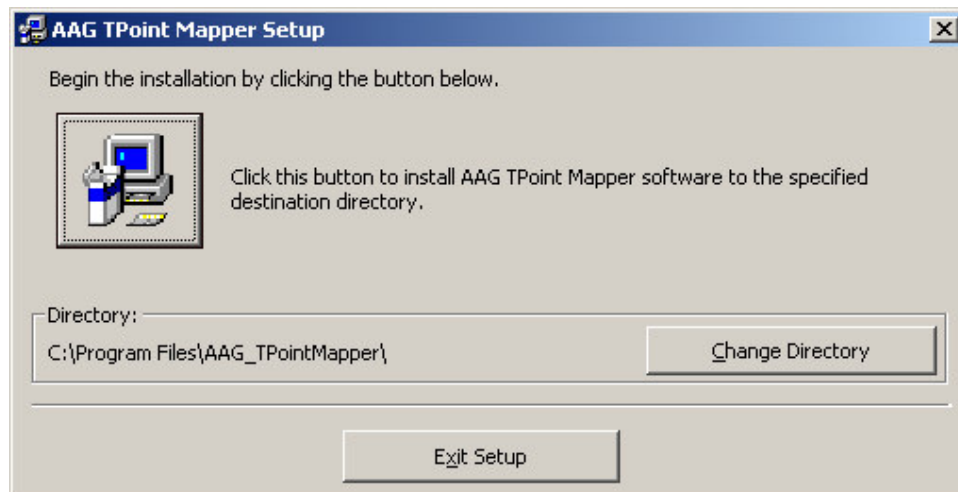 AAG TPoint Mapper Setup
Begin the installation by clicking the button below.
Click this button to install AAG TPoint Mapper software to the specified
destination directory.
Directory:
C:\Program Files\AAG_TPointMapper\
Change Directory
Exit Setup